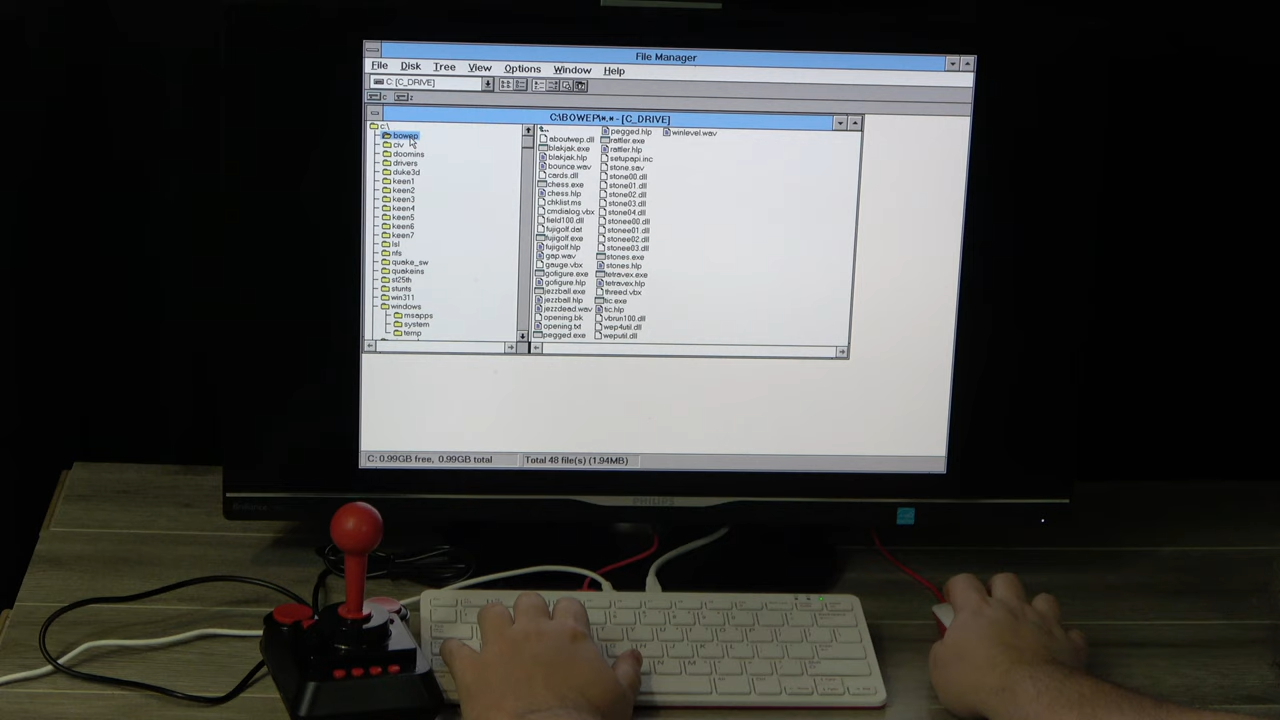 File Manager
File Disk Tree View Options Window Help
C: [C_DRIVE]
c z
C:\BOWEP\*.* - [C_DRIVE]
c:\
bowep
civ
doomins
drivers
duke3d
keen1
keen2
keen3
keen4
keen5
keen6
keen7
lsl
nfs
quake_sw
quakeins
st25th
stunts
win311
windows
msapps
system
temp
aboutwep.dll
blakjak.exe
blakjak.hlp
bounce.wav
cards.dll
chess.exe
chess.hlp
chklist.ms
cmdialog.vbx
field100.dll
fujigolf.dat
fujigolf.exe
fujigolf.hlp
gap.wav
gauge.vbx
gofigure.exe
gofigure.hlp
jezzball.exe
jezzball.hlp
jezzdead.wav
opening.bk
opening.txt
pegged.exe
pegged.hlp
rattler.exe
rattler.hlp
setupapi.inc
stone.sav
stone00.dll
stone01.dll
stone02.dll
stone03.dll
stone04.dll
stonee00.dll
stonee01.dll
stonee02.dll
stonee03.dll
stones.exe
stones.hlp
tetravex.exe
tetravex.hlp
threed.vbx
tic.exe
tic.hlp
vbrun100.dll
wep4util.dll
weputil.dll
winlevel.wav
C: 0.99GB free, 0.99GB total
Total 48 file(s) (1.94MB)
PHILIPS